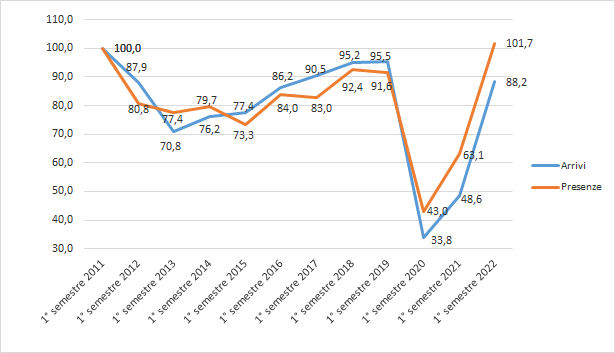 110,0
100,0
90,0
80,0
70,0
60,0
50,0
40,0
30,0
100,0
100,0
87,9
80,8
77,4
70,8
79,7
76,2
77,4
73,3
86,2
84,0
90,5
83,0
95,2
92,4
95,5
91,6
43,0
33,8
63,1
48,6
101,7
88,2
Arrivi
Presenze
1° semestre 2011
1° semestre 2012
1° semestre 2013
1° semestre 2014
1° semestre 2015
1° semestre 2016
1° semestre 2017
1° semestre 2018
1° semestre 2019
1° semestre 2020
1° semestre 2021
1° semestre 2022